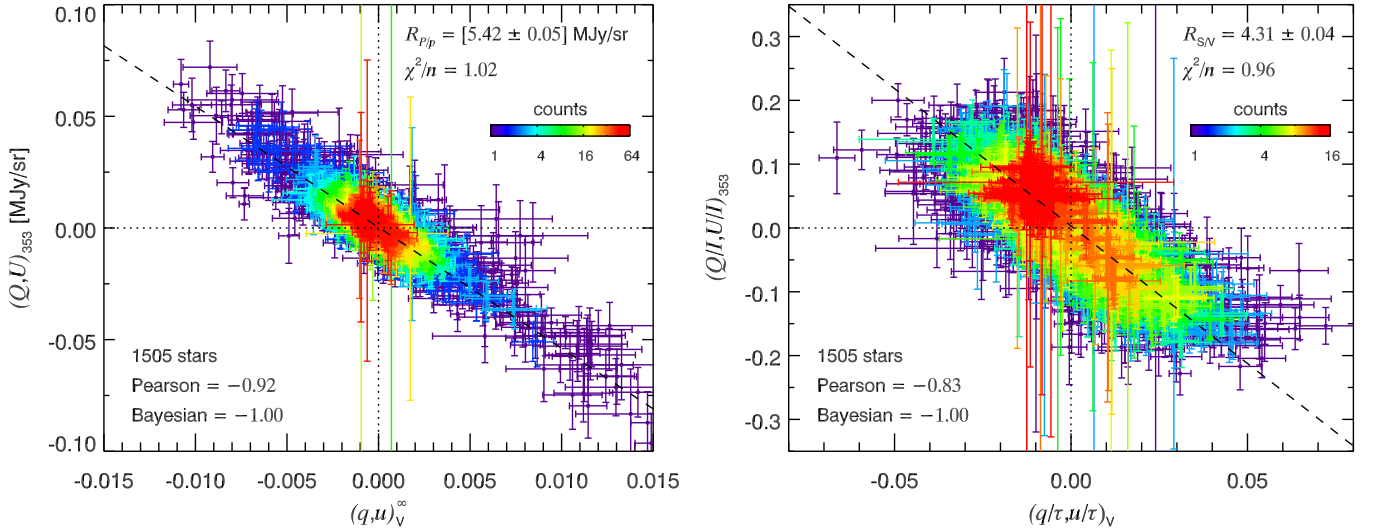 0.10
0.05
0.00
-0.05
-0.10
(Q,U)₃₅₃ [MJy/sr]
R_{P/p} = [5.42 ± 0.05] MJy/sr
χ²/n = 1.02
counts
1 4 16 64
1505 stars
Pearson = −0.92
Bayesian = −1.00
-0.015 -0.010 -0.005 0.000 0.005 0.010 0.015
(q,u)_V^∞
0.3
0.2
0.1
0.0
-0.1
-0.2
-0.3
(Q/I,U/I)₃₅₃
R_{S/V} = 4.31 ± 0.04
χ²/n = 0.96
counts
1 4 16
1505 stars
Pearson = −0.83
Bayesian = −1.00
-0.05 0.00 0.05
(q/τ,u/τ)_V